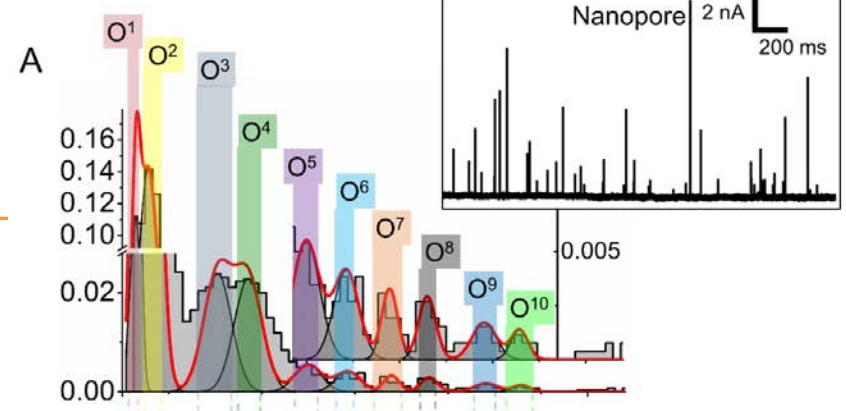 A
O¹
O²
O³
O⁴
O⁵
O⁶
O⁷
O⁸
O⁹
O¹⁰
0.16
0.14
0.12
0.10
0.02
0.00
0.005
Nanopore
2 nA
200 ms